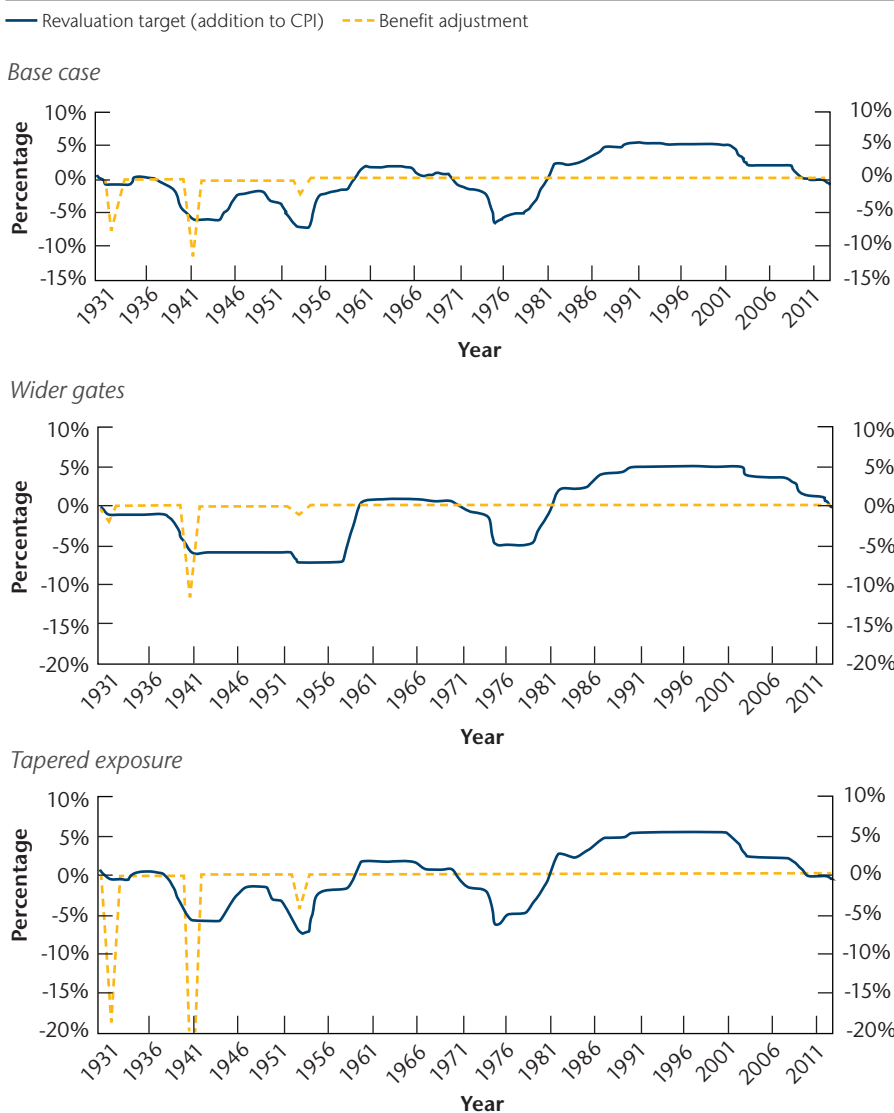 Revaluation target (addition to CPI) Benefit adjustment
Base case
Percentage
10% 10%
5% 5%
0% 0%
-5% -5%
-10% -10%
-15% -15%
1931 1936 1941 1946 1951 1956 1961 1966 1971 1976 1981 1986 1991 1996 2001 2006 2011
Year
Wider gates
Percentage
10% 10%
5% 5%
0% 0%
-5% -5%
-10% -10%
-15% -15%
-20% -20%
1931 1936 1941 1946 1951 1956 1961 1966 1971 1976 1981 1986 1991 1996 2001 2006 2011
Year
Tapered exposure
Percentage
10% 10%
5% 5%
0% 0%
-5% -5%
-10% -10%
-15% -15%
-20% -20%
1931 1936 1941 1946 1951 1956 1961 1966 1971 1976 1981 1986 1991 1996 2001 2006 2011
Year